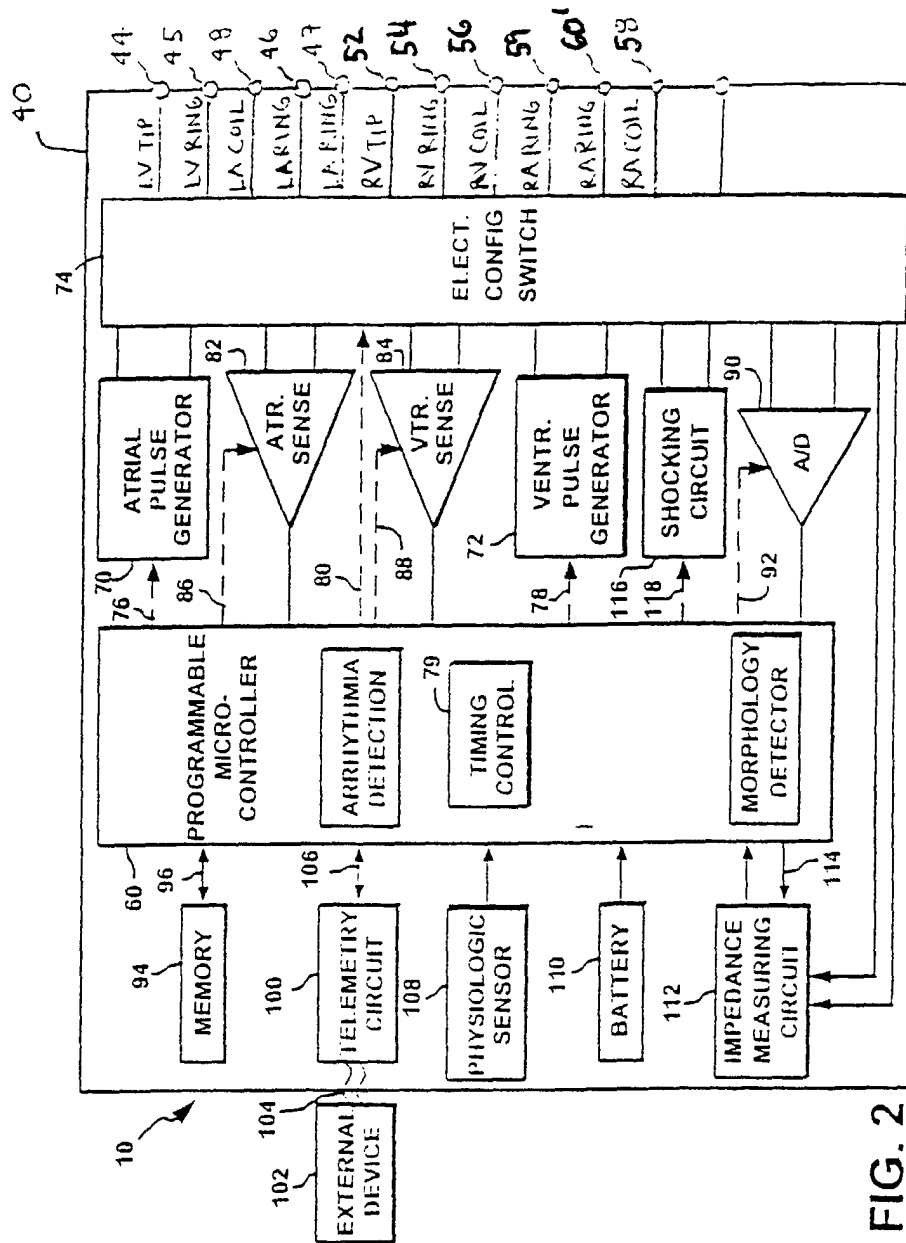 40
LV TIP 44
LV RING 45
LA COIL 48
LA RING 46
LA RING 47
RV TIP 52
RV RING 54
RV COIL 56
RA RING 59
RA RING 60'
RA COIL 58
74
ELECT.
CONFIG
SWITCH
ATRIAL
PULSE
GENERATOR
70
76
82
ATR.
SENSE
86
80
84
VTR.
SENSE
88
VENTR.
PULSE
GENERATOR
72
78
SHOCKING
CIRCUIT
116
118
90
A/D
92
60
PROGRAMMABLE
MICRO-
CONTROLLER
ARRHYTHMIA
DETECTION
79
TIMING
CONTROL
MORPHOLOGY
DETECTOR
96
106
114
94
MEMORY
100
TELEMETRY
CIRCUIT
108
PHYSIOLOGIC
SENSOR
110
BATTERY
112
IMPEDANCE
MEASURING
CIRCUIT
10
104
102
EXTERNAL
DEVICE
FIG. 2